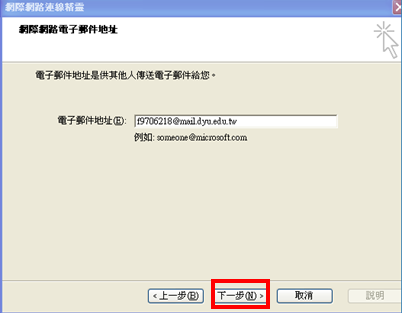 網際網路連線精靈
網際網路電子郵件地址
電子郵件地址是供其他人傳送電子郵件給您。
電子郵件地址(E): f9706218@mail.dyu.edu.tw
例如: someone@microsoft.com
<上一步(B) 下一步(N)> 取消 說明